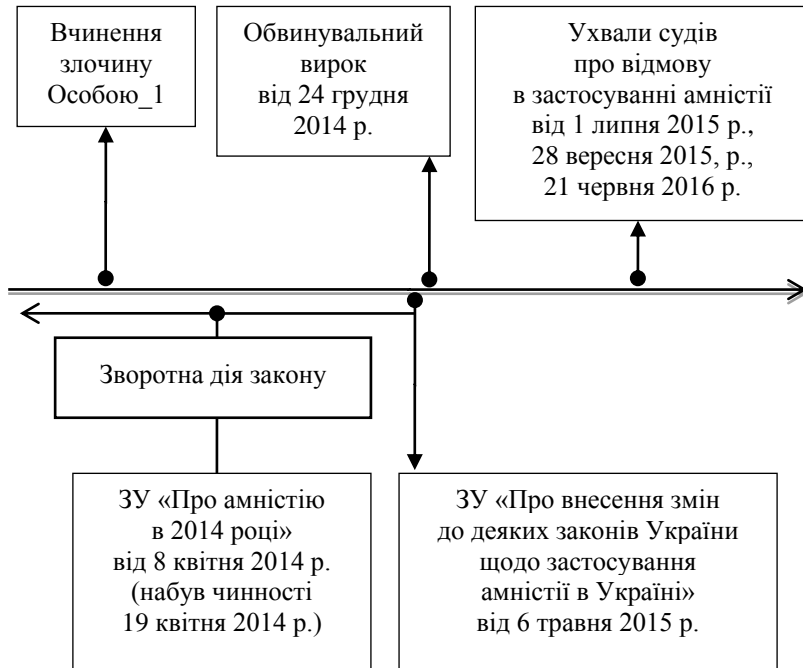 Вчинення
злочину
Особою_1
Обвинувальний
вирок
від 24 грудня
2014 р.
Ухвали судів
про відмову
в застосуванні амністії
від 1 липня 2015 р.,
28 вересня 2015, р.,
21 червня 2016 р.
Зворотна дія закону
ЗУ «Про амністію
в 2014 році»
від 8 квітня 2014 р.
(набув чинності
19 квітня 2014 р.)
ЗУ «Про внесення змін
до деяких законів України
щодо застосування
амністії в Україні»
від 6 травня 2015 р.